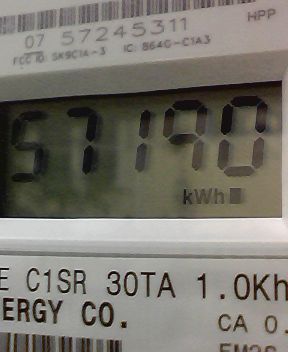 HPP
07 57245311
FCC ID: SK9C1A-3 IC: 864G-C1A3
57190
kWh
E C1SR 30TA 1.0Kh
ERGY CO.
CA 0.